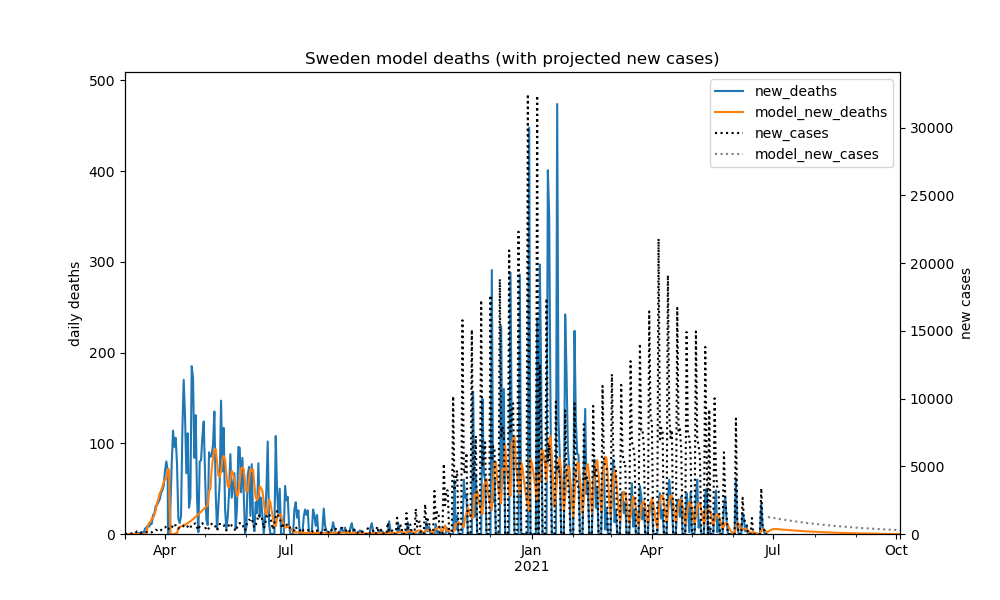 Sweden model deaths (with projected new cases)
500
400
300
200
100
0
daily deaths
30000
25000
20000
15000
10000
5000
0
new cases
new_deaths
model_new_deaths
new_cases
model_new_cases
Apr
Jul
Oct
Jan
2021
Apr
Jul
Oct